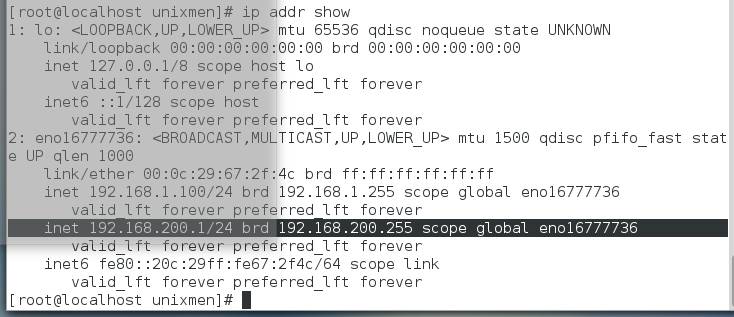 [root@localhost unixmen]# ip addr show
1: lo: <LOOPBACK,UP,LOWER_UP> mtu 65536 qdisc noqueue state UNKNOWN
    link/loopback 00:00:00:00:00:00 brd 00:00:00:00:00:00
    inet 127.0.0.1/8 scope host lo
       valid_lft forever preferred_lft forever
    inet6 ::1/128 scope host
       valid_lft forever preferred_lft forever
2: eno16777736: <BROADCAST,MULTICAST,UP,LOWER_UP> mtu 1500 qdisc pfifo_fast stat
e UP qlen 1000
    link/ether 00:0c:29:67:2f:4c brd ff:ff:ff:ff:ff:ff
    inet 192.168.1.100/24 brd 192.168.1.255 scope global eno16777736
       valid_lft forever preferred_lft forever
    inet 192.168.200.1/24 brd 192.168.200.255 scope global eno16777736
       valid_lft forever preferred_lft forever
    inet6 fe80::20c:29ff:fe67:2f4c/64 scope link
       valid_lft forever preferred_lft forever
[root@localhost unixmen]#